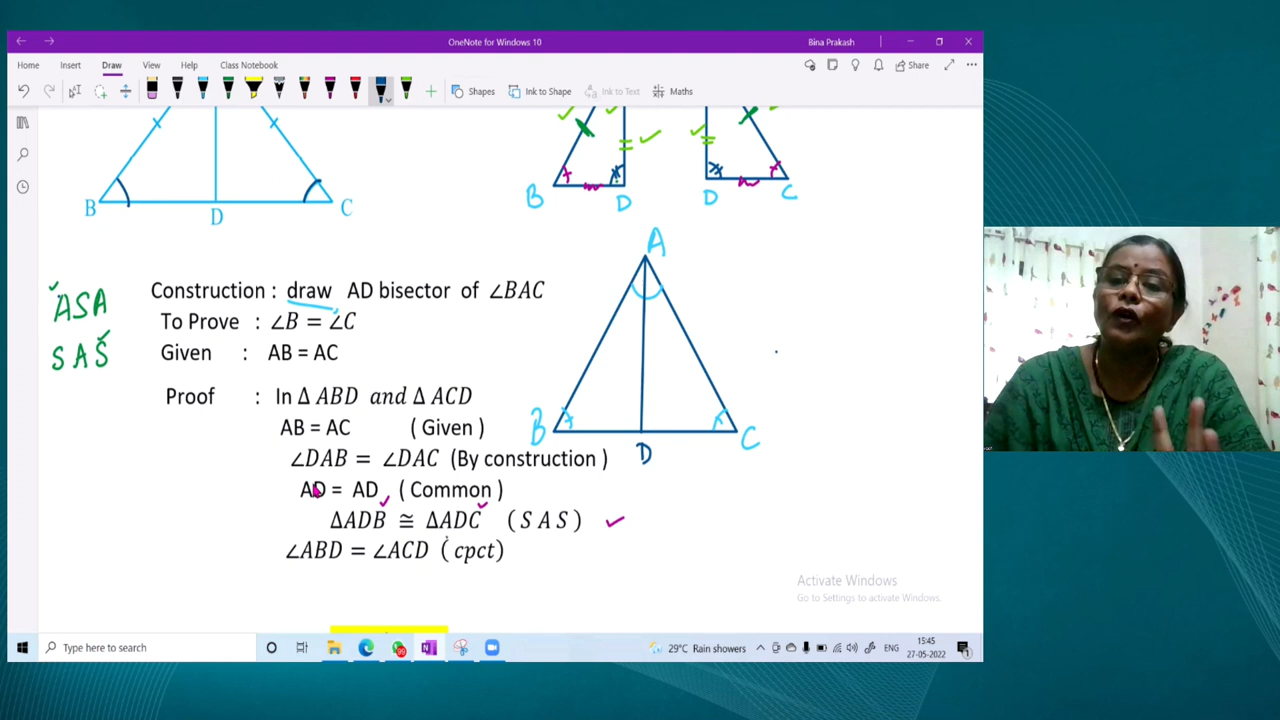 OneNote for Windows 10
Bina Prakash
Home Insert Draw View Help Class Notebook
Share
Shapes Ink to Shape Ink to Text Maths
B D C
B D D C
A
B C
D
ASA
SAS
Construction : draw AD bisector of ∠BAC
To Prove : ∠B = ∠C
Given : AB = AC
Proof : In Δ ABD and Δ ACD
AB = AC ( Given )
∠DAB = ∠DAC (By construction )
AD = AD ( Common )
ΔADB ≅ ΔADC ( S A S )
∠ABD = ∠ACD ( cpct)
Activate Windows
Go to Settings to activate Windows.
Type here to search
29°C Rain showers
ENG
15:45
27-05-2022